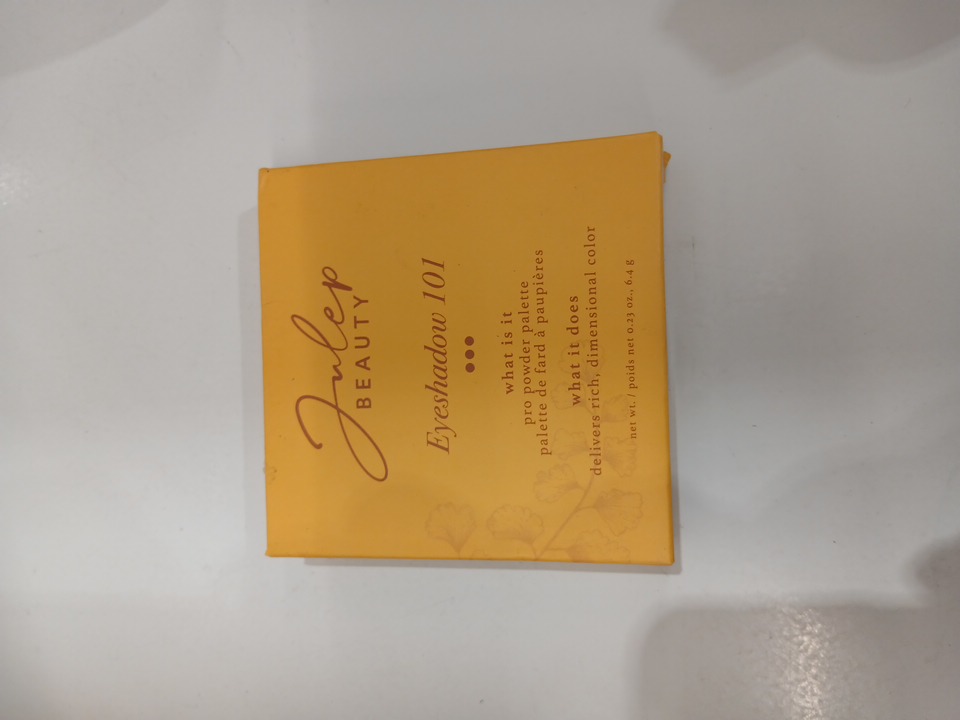 Julep
BEAUTY
Eyeshadow 101
what is it
pro powder palette
palette de fard à paupières
what it does
delivers rich, dimensional color
net wt. / poids net 0.23 oz., 6.4 g